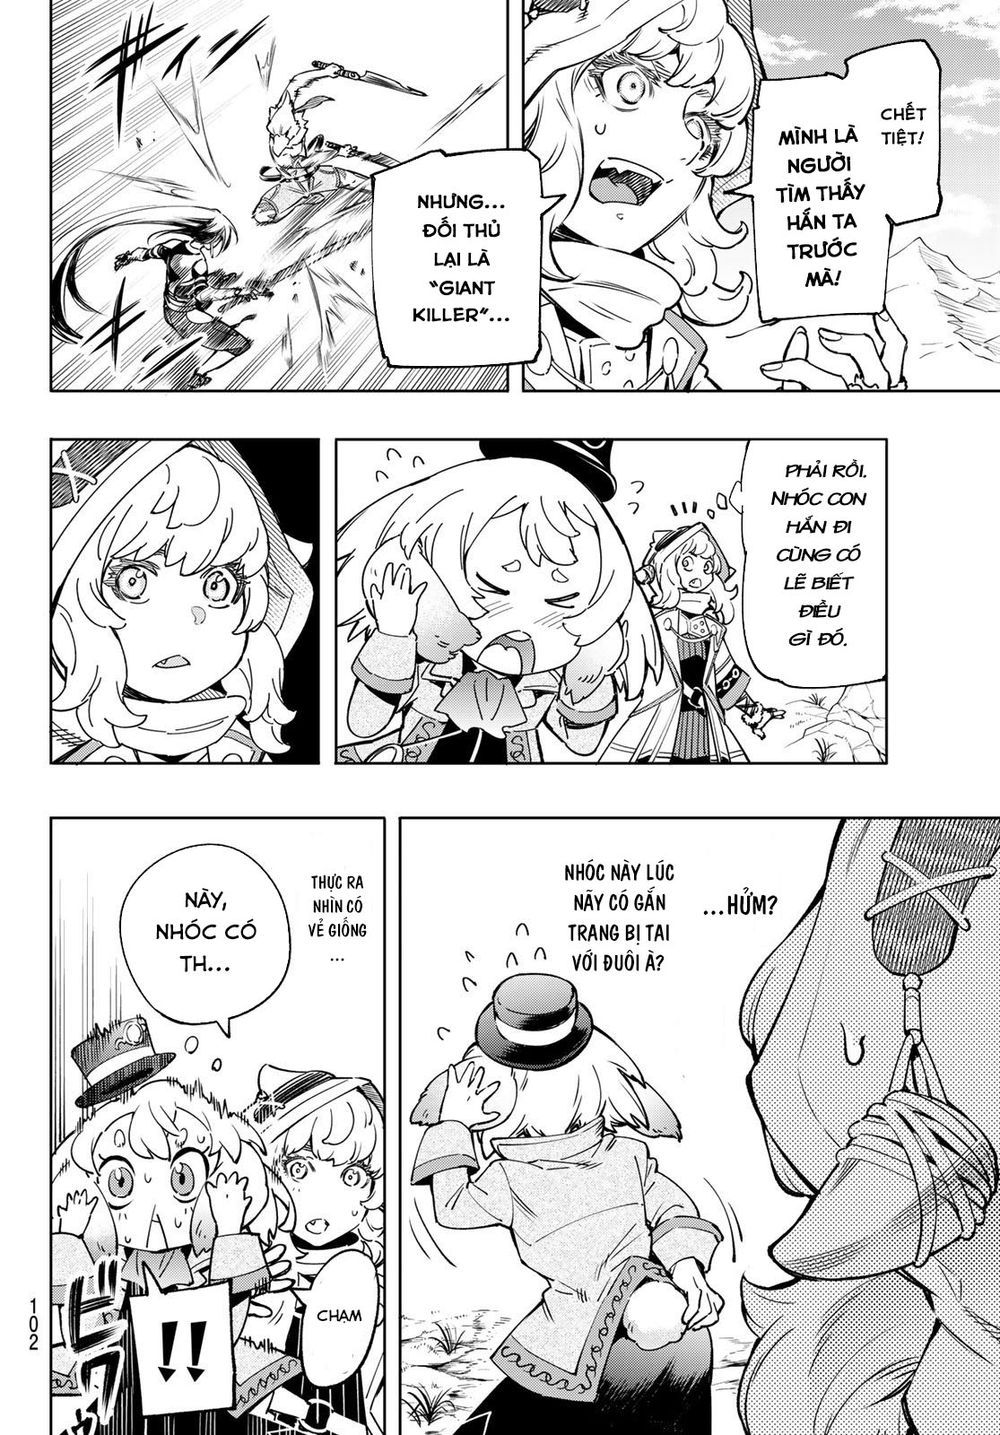 CHẾT
TIỆT!
MÌNH LÀ
NGƯỜI
TÌM THẤY
HẮN TA
TRƯỚC
MÀ!
NHƯNG...
ĐỐI THỦ
LẠI LÀ
"GIANT
KILLER"...
PHẢI RỒI.
NHÓC CON
HẮN ĐI
CÙNG CÓ
LẼ BIẾT
ĐIỀU
GÌ ĐÓ.
...HỬM?
NHÓC NÀY LÚC
NÃY CÓ GẮN
TRANG BỊ TAI
VỚI ĐUÔI À?
THỰC RA
NHÌN CÓ
VẺ GIỐNG
...
NÀY,
NHÓC CÓ
TH...
CHẠM
!!
102